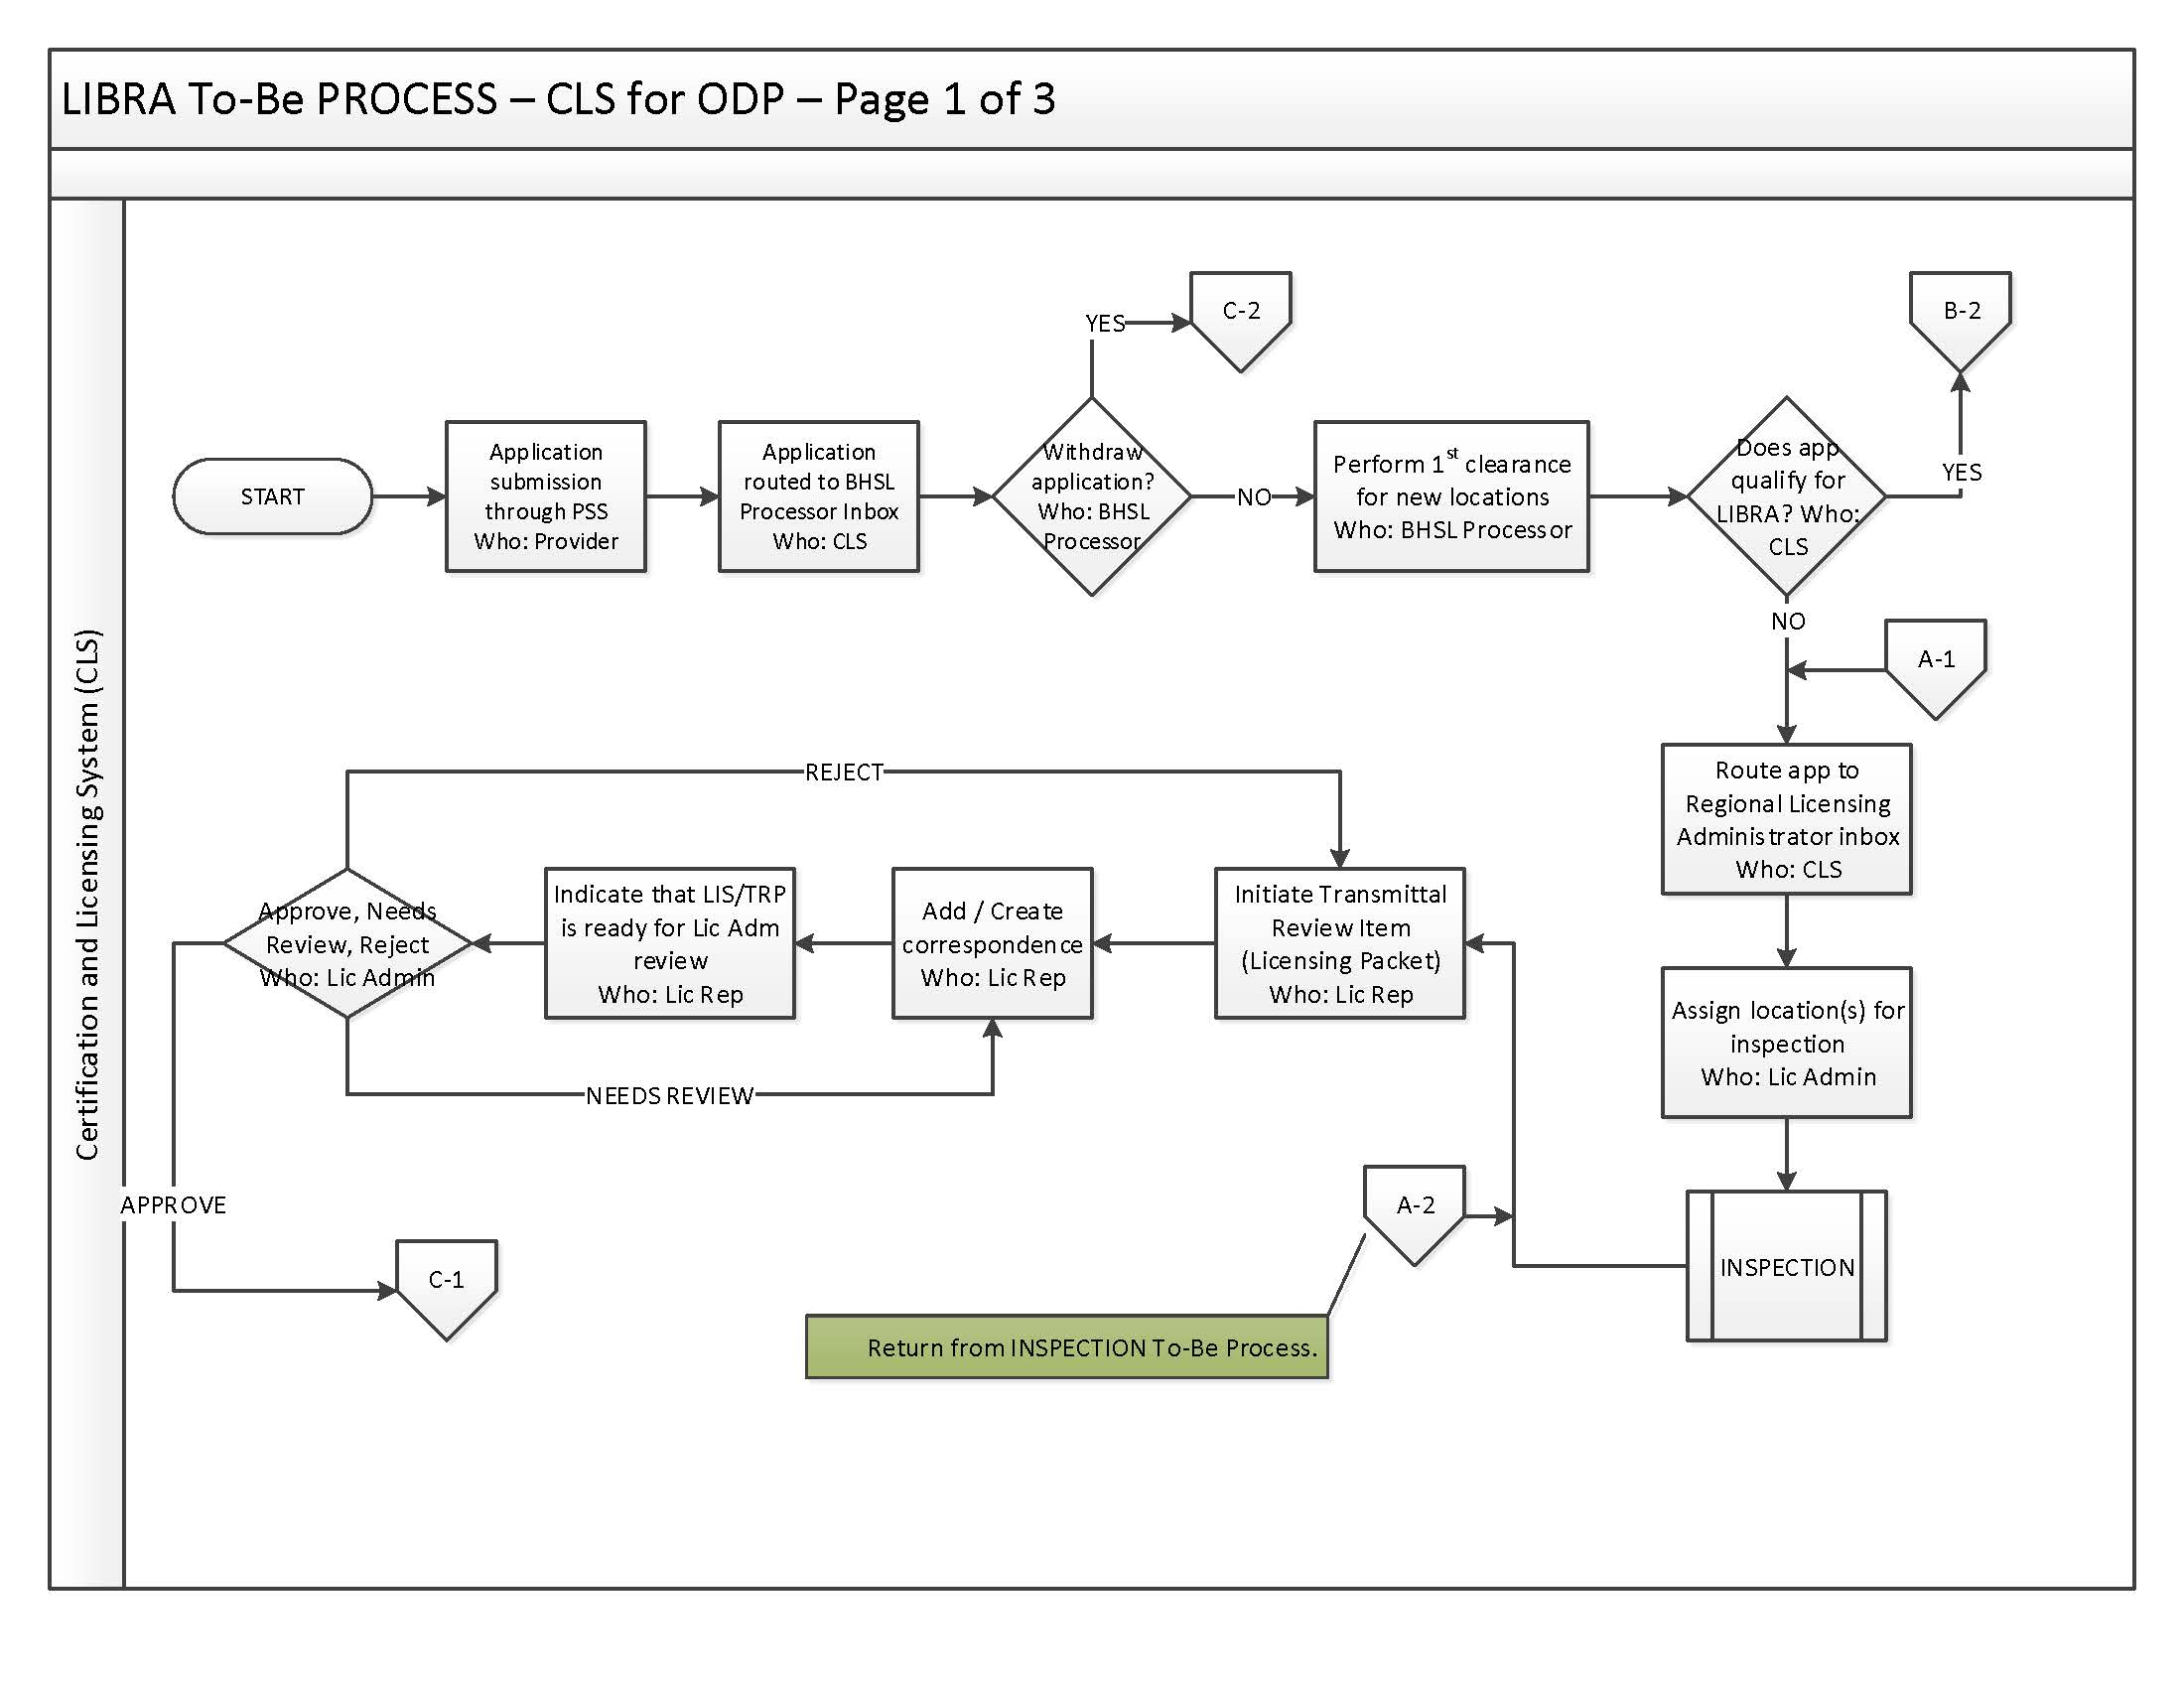 LIBRA To-Be PROCESS – CLS for ODP – Page 1 of 3
Certification and Licensing System (CLS)
YES
C-2
B-2
START
Application
submission
through PSS
Who: Provider
Application
routed to BHSL
Processor Inbox
Who: CLS
Withdraw
application?
Who: BHSL
Processor
NO
Perform 1st clearance
for new locations
Who: BHSL Processor
Does app
qualify for
LIBRA? Who:
CLS
YES
NO
A-1
Route app to
Regional Licensing
Administrator inbox
Who: CLS
REJECT
Approve, Needs
Review, Reject
Who: Lic Admin
Indicate that LIS/TRP
is ready for Lic Adm
review
Who: Lic Rep
Add / Create
correspondence
Who: Lic Rep
Initiate Transmittal
Review Item
(Licensing Packet)
Who: Lic Rep
Assign location(s) for
inspection
Who: Lic Admin
NEEDS REVIEW
APPROVE
A-2
INSPECTION
C-1
Return from INSPECTION To-Be Process.